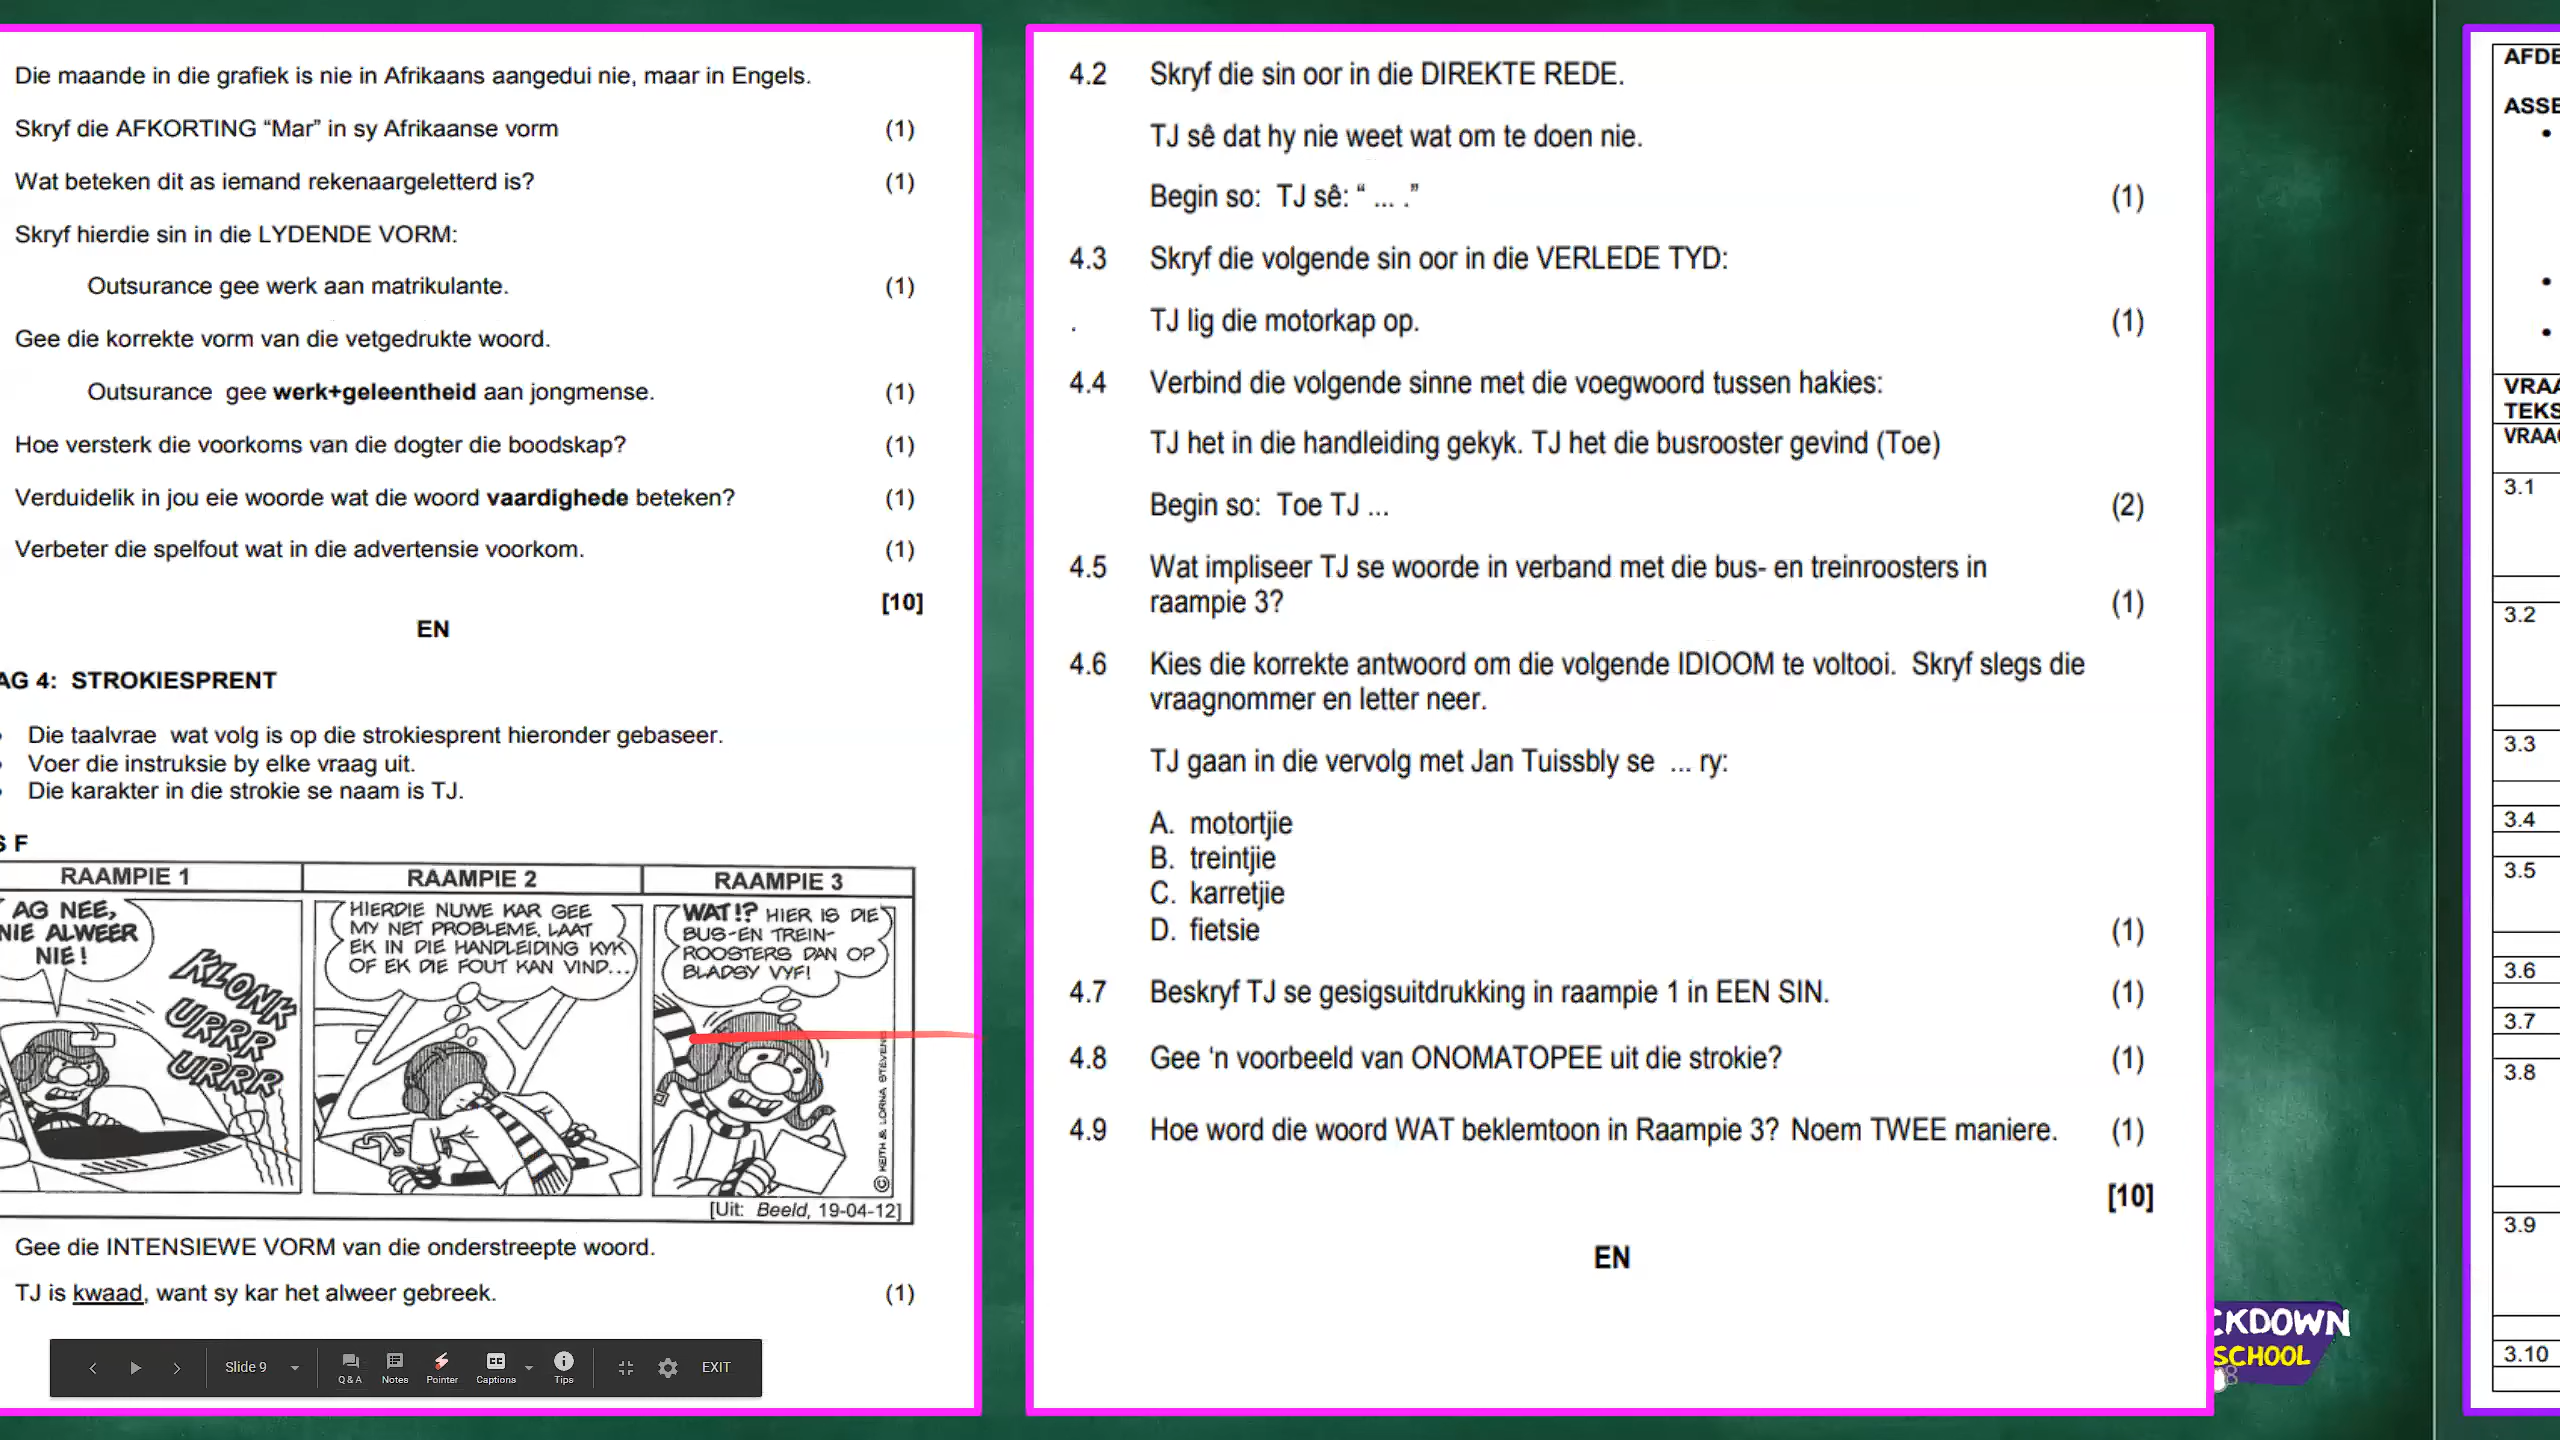 Die maande in die grafiek is nie in Afrikaans aangedui nie, maar in Engels.
Skryf die AFKORTING “Mar” in sy Afrikaanse vorm (1)
Wat beteken dit as iemand rekenaargeletterd is? (1)
Skryf hierdie sin in die LYDENDE VORM:
Outsurance gee werk aan matrikulante. (1)
Gee die korrekte vorm van die vetgedrukte woord.
Outsurance gee werk+geleentheid aan jongmense. (1)
Hoe versterk die voorkoms van die dogter die boodskap? (1)
Verduidelik in jou eie woorde wat die woord vaardighede beteken? (1)
Verbeter die spelfout wat in die advertensie voorkom. (1)
[10]
EN
AG 4: STROKIESPRENT
Die taalvrae wat volg is op die strokiesprent hieronder gebaseer.
Voer die instruksie by elke vraag uit.
Die karakter in die strokie se naam is TJ.
S F
RAAMPIE 1
AG NEE,
NIE ALWEER
NIE!
KLONK
URRR
URRR
RAAMPIE 2
HIERDIE NUWE KAR GEE
MY NET PROBLEME. LAAT
EK IN DIE HANDLEIDING KYK
OF EK DIE FOUT KAN VIND...
RAAMPIE 3
WAT!? HIER IS DIE
BUS-EN TREIN-
ROOSTERS DAN OP
BLADSY VYF!
© KEITH & LORNA STEVENS
[Uit: Beeld, 19-04-12]
Gee die INTENSIEWE VORM van die onderstreepte woord.
TJ is kwaad, want sy kar het alweer gebreek. (1)
Slide 9
Q & A
Notes
Pointer
CC
Captions
Tips
EXIT
4.2 Skryf die sin oor in die DIREKTE REDE.
TJ sê dat hy nie weet wat om te doen nie.
Begin so: TJ sê: “ ... .” (1)
4.3 Skryf die volgende sin oor in die VERLEDE TYD:
. TJ lig die motorkap op. (1)
4.4 Verbind die volgende sinne met die voegwoord tussen hakies:
TJ het in die handleiding gekyk. TJ het die busrooster gevind (Toe)
Begin so: Toe TJ ... (2)
4.5 Wat impliseer TJ se woorde in verband met die bus- en treinroosters in
raampie 3? (1)
4.6 Kies die korrekte antwoord om die volgende IDIOOM te voltooi. Skryf slegs die
vraagnommer en letter neer.
TJ gaan in die vervolg met Jan Tuissbly se ... ry:
A. motortjie
B. treintjie
C. karretjie
D. fietsie (1)
4.7 Beskryf TJ se gesigsuitdrukking in raampie 1 in EEN SIN. (1)
4.8 Gee ‘n voorbeeld van ONOMATOPEE uit die strokie? (1)
4.9 Hoe word die woord WAT beklemtoon in Raampie 3? Noem TWEE maniere. (1)
[10]
EN
CKDOWN
SCHOOL
AFDE
ASSE
VRAA
TEKS
VRAAG
3.1
3.2
3.3
3.4
3.5
3.6
3.7
3.8
3.9
3.10